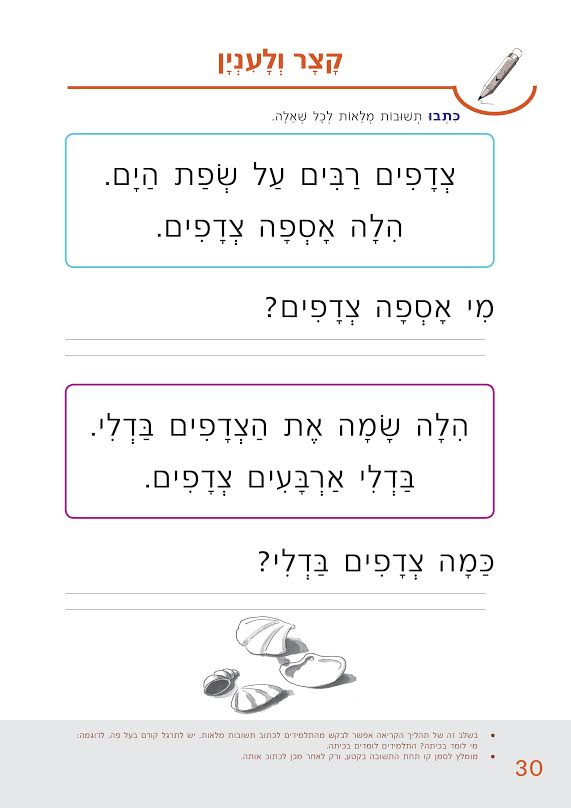 קָצָר וְלָעִנְיָן
כִּתְבוּ תְּשׁוּבוֹת מְלֵאוֹת לְכָל שְׁאֵלָה.
צְדָפִים רַבִּים עַל שְׂפַת הַיָּם.
הִלָּה אָסְפָה צְדָפִים.
מִי אָסְפָה צְדָפִים?
הִלָּה שָׂמָה אֶת הַצְּדָפִים בַּדְּלִי.
בַּדְּלִי אַרְבָּעִים צְדָפִים.
כַּמָּה צְדָפִים בַּדְּלִי?
• בשלב זה של תהליך הקריאה אפשר לבקש מהתלמידים לכתוב תשובות מלאות. יש לתרגל קודם בעל פה. לדוגמה:
מי לומד בכיתה? התלמידים לומדים בכיתה.
• מומלץ לסמן קו תחת התשובה בקטע, ורק לאחר מכן לכתוב אותה.
30